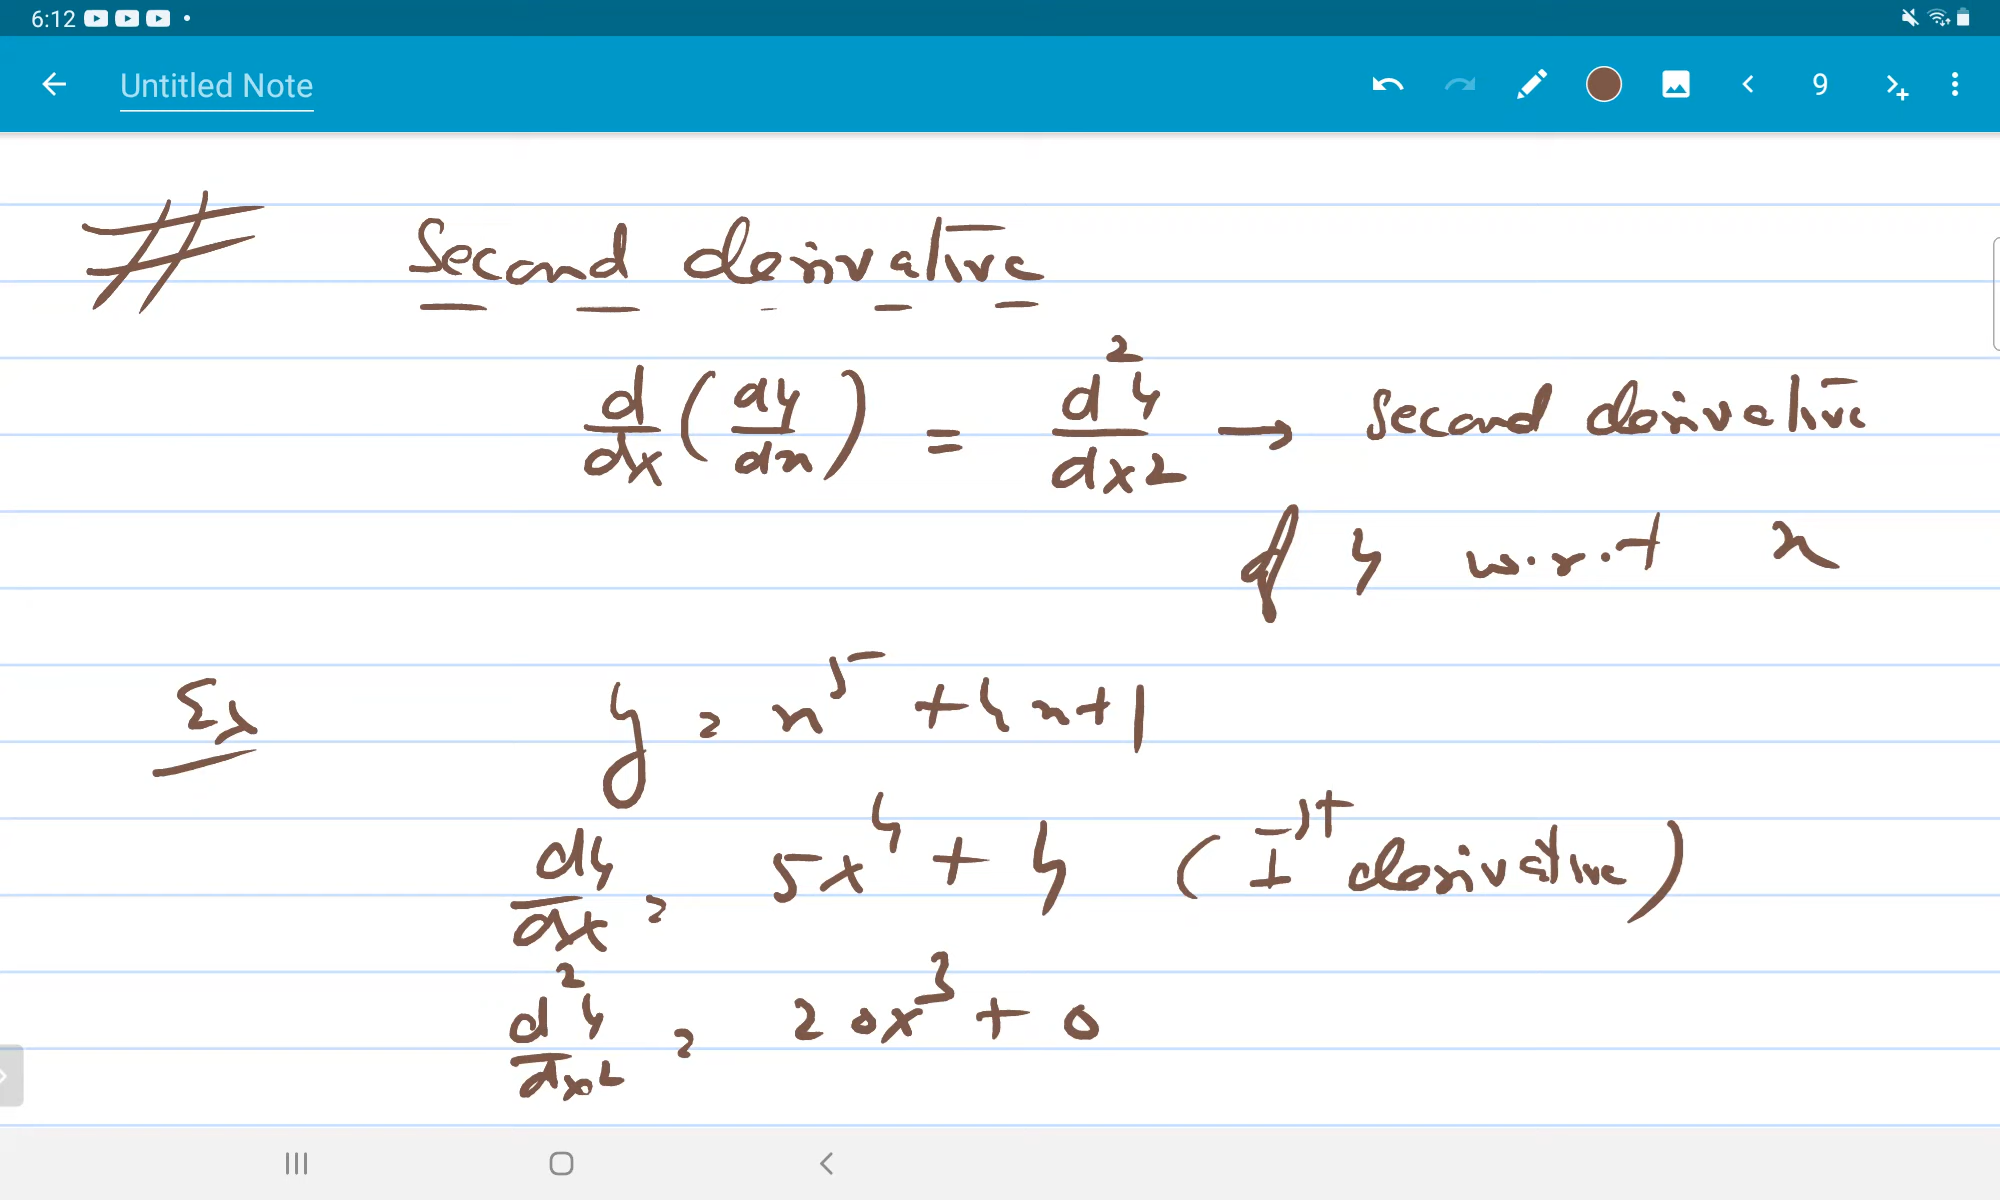 6:12
Untitled Note
9
# Second derivative
d/dx (dy/dx) = d²y/dx² → Second derivative
of y w.r.t x
Ex y = x⁵ + 4x + 1
dy/dx = 5x⁴ + 4 (Ist derivative)
d²y/dx² = 20x³ + 0